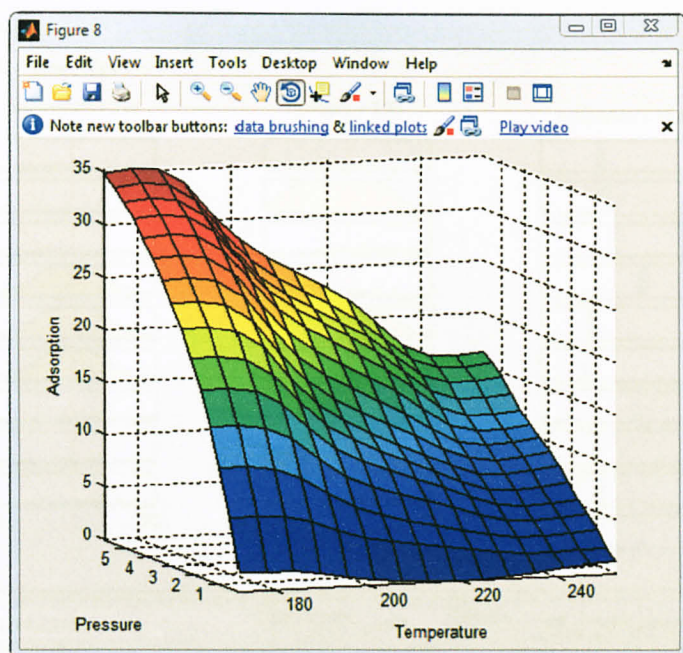 Figure 8
File Edit View Insert Tools Desktop Window Help
Note new toolbar buttons: data brushing & linked plots Play video
35
30
25
20
15
10
5
0
Adsorption
5 4 3 2 1
Pressure
180 200 220 240
Temperature